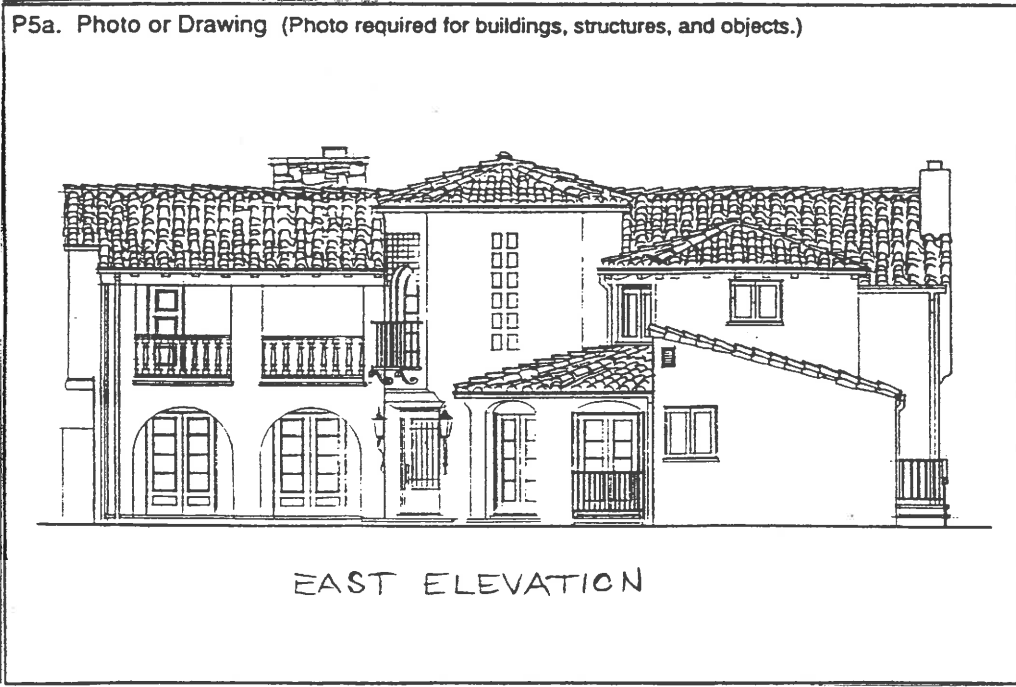 P5a. Photo or Drawing (Photo required for buildings, structures, and objects.)
EAST ELEVATION